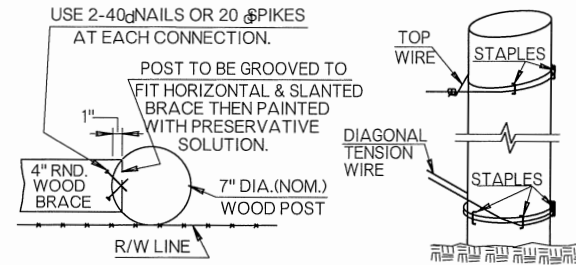 USE 2-40d NAILS OR 20 d SPIKES
AT EACH CONNECTION.
POST TO BE GROOVED TO
FIT HORIZONTAL & SLANTED
BRACE THEN PAINTED
WITH PRESERVATIVE
SOLUTION.
1"
4" RND.
WOOD
BRACE
7" DIA.(NOM.)
WOOD POST
R/W LINE
TOP
WIRE
STAPLES
DIAGONAL
TENSION
WIRE
STAPLES